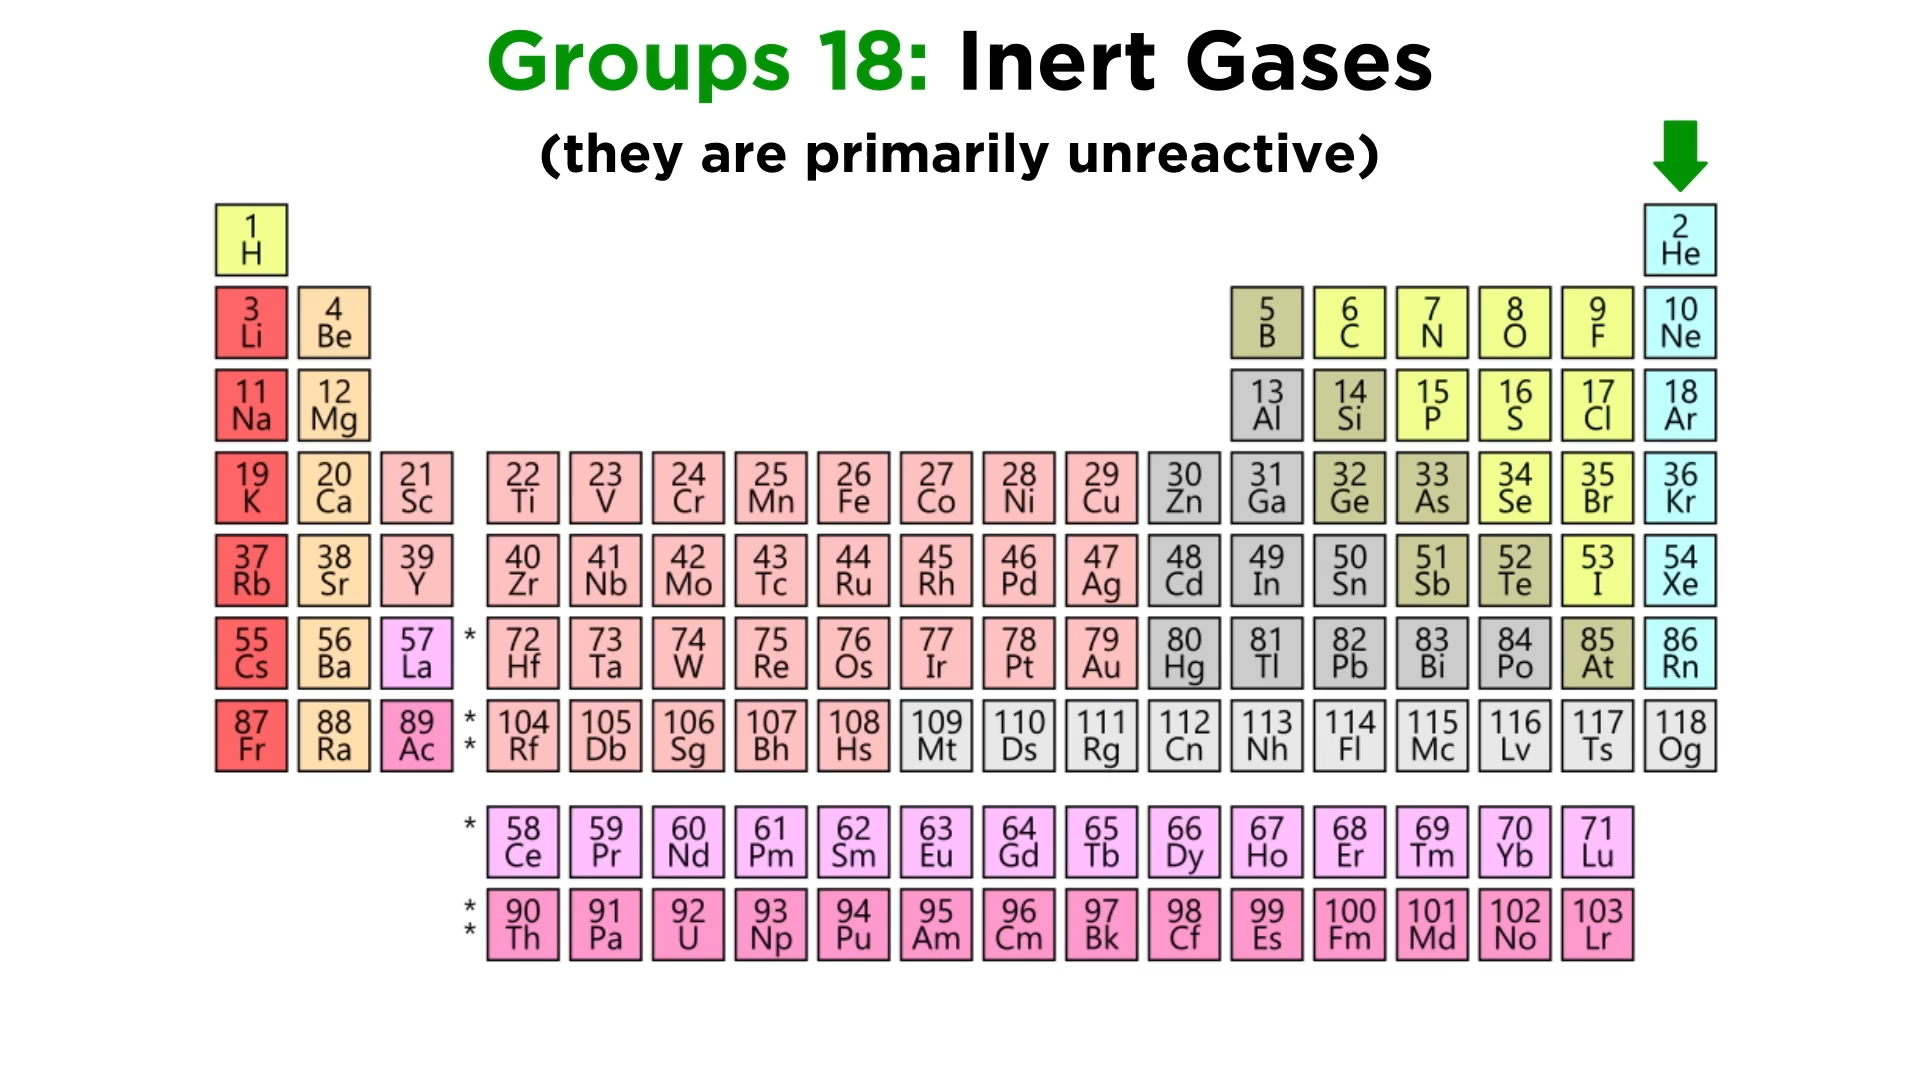 Groups 18: Inert Gases
(they are primarily unreactive)
1 2
H He
3 4 5 6 7 8 9 10
Li Be B C N O F Ne
11 12 13 14 15 16 17 18
Na Mg Al Si P S Cl Ar
19 20 21 22 23 24 25 26 27 28 29 30 31 32 33 34 35 36
K Ca Sc Ti V Cr Mn Fe Co Ni Cu Zn Ga Ge As Se Br Kr
37 38 39 40 41 42 43 44 45 46 47 48 49 50 51 52 53 54
Rb Sr Y Zr Nb Mo Tc Ru Rh Pd Ag Cd In Sn Sb Te I Xe
55 56 57 * 72 73 74 75 76 77 78 79 80 81 82 83 84 85 86
Cs Ba La Hf Ta W Re Os Ir Pt Au Hg Tl Pb Bi Po At Rn
87 88 89 * 104 105 106 107 108 109 110 111 112 113 114 115 116 117 118
Fr Ra Ac * Rf Db Sg Bh Hs Mt Ds Rg Cn Nh Fl Mc Lv Ts Og
* 58 59 60 61 62 63 64 65 66 67 68 69 70 71
Ce Pr Nd Pm Sm Eu Gd Tb Dy Ho Er Tm Yb Lu
* 90 91 92 93 94 95 96 97 98 99 100 101 102 103
* Th Pa U Np Pu Am Cm Bk Cf Es Fm Md No Lr